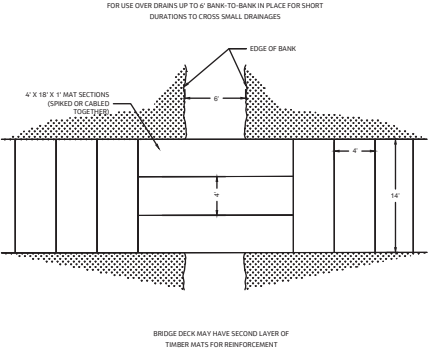 FOR USE OVER DRAINS UP TO 6' BANK-TO-BANK IN PLACE FOR SHORT
DURATIONS TO CROSS SMALL DRAINAGES
EDGE OF BANK
4' X 18' X 1' MAT SECTIONS
(SPIKED OR CABLED
TOGETHER)
6'
4'
4'
14'
BRIDGE DECK MAY HAVE SECOND LAYER OF
TIMBER MATS FOR REINFORCEMENT